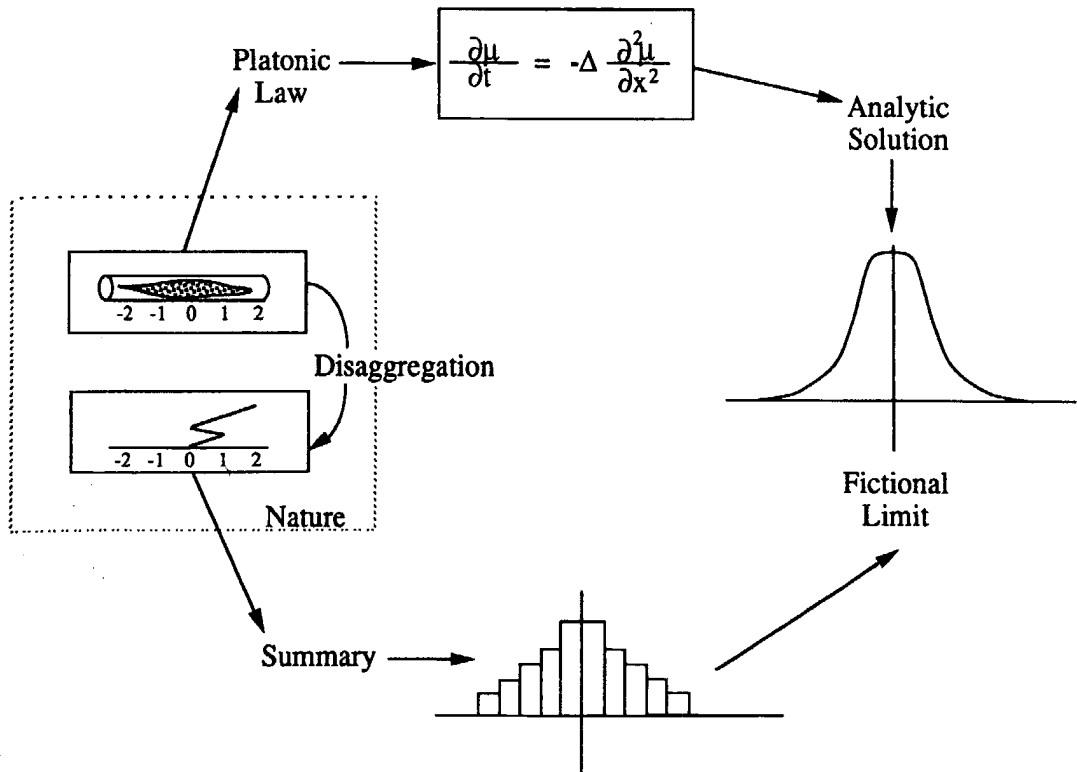 Platonic
Law
∂μ/∂t = -Δ ∂²μ/∂x²
Analytic
Solution
-2 -1 0 1 2
Disaggregation
-2 -1 0 1 2
Nature
Fictional
Limit
Summary